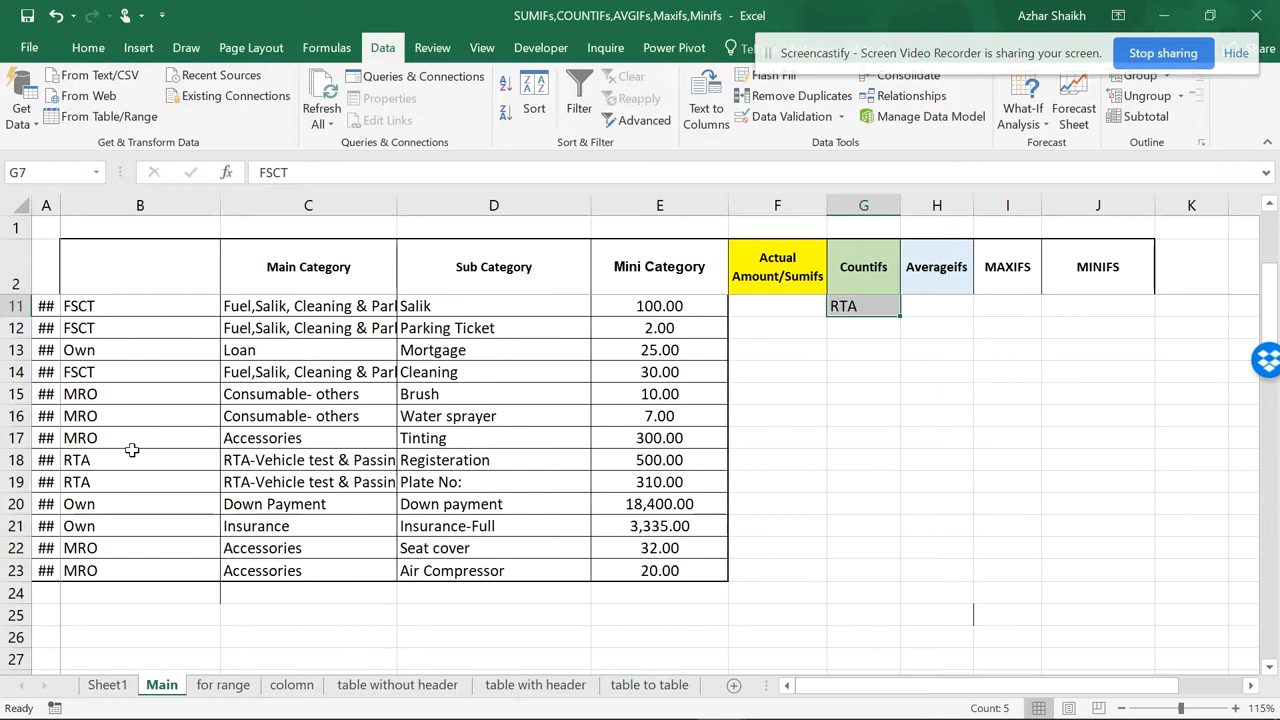 SUMIFs,COUNTIFs,AVGIFs,Maxifs,Minifs - Excel
Azhar Shaikh
File Home Insert Draw Page Layout Formulas Data Review View Developer Inquire Power Pivot
Screencastify - Screen Video Recorder is sharing your screen. Stop sharing Hide
Get Data
From Text/CSV
From Web
From Table/Range
Recent Sources
Existing Connections
Get & Transform Data
Refresh All
Queries & Connections
Properties
Edit Links
Queries & Connections
Sort
Filter
Clear
Reapply
Advanced
Sort & Filter
Text to Columns
Flash Fill
Remove Duplicates
Data Validation
Consolidate
Relationships
Manage Data Model
Data Tools
What-If Analysis
Forecast Sheet
Forecast
Group
Ungroup
Subtotal
Outline
G7 fx FSCT
A B C D E F G H I J K
1
2 Main Category Sub Category Mini Category Actual Amount/Sumifs Countifs Averageifs MAXIFS MINIFS
11 ## FSCT Fuel,Salik, Cleaning & Parl Salik 100.00 RTA
12 ## FSCT Fuel,Salik, Cleaning & Parl Parking Ticket 2.00
13 ## Own Loan Mortgage 25.00
14 ## FSCT Fuel,Salik, Cleaning & Parl Cleaning 30.00
15 ## MRO Consumable- others Brush 10.00
16 ## MRO Consumable- others Water sprayer 7.00
17 ## MRO Accessories Tinting 300.00
18 ## RTA RTA-Vehicle test & Passin Registeration 500.00
19 ## RTA RTA-Vehicle test & Passin Plate No: 310.00
20 ## Own Down Payment Down payment 18,400.00
21 ## Own Insurance Insurance-Full 3,335.00
22 ## MRO Accessories Seat cover 32.00
23 ## MRO Accessories Air Compressor 20.00
24
25
26
27
Sheet1 Main for range colomn table without header table with header table to table
Ready Count: 5 115%